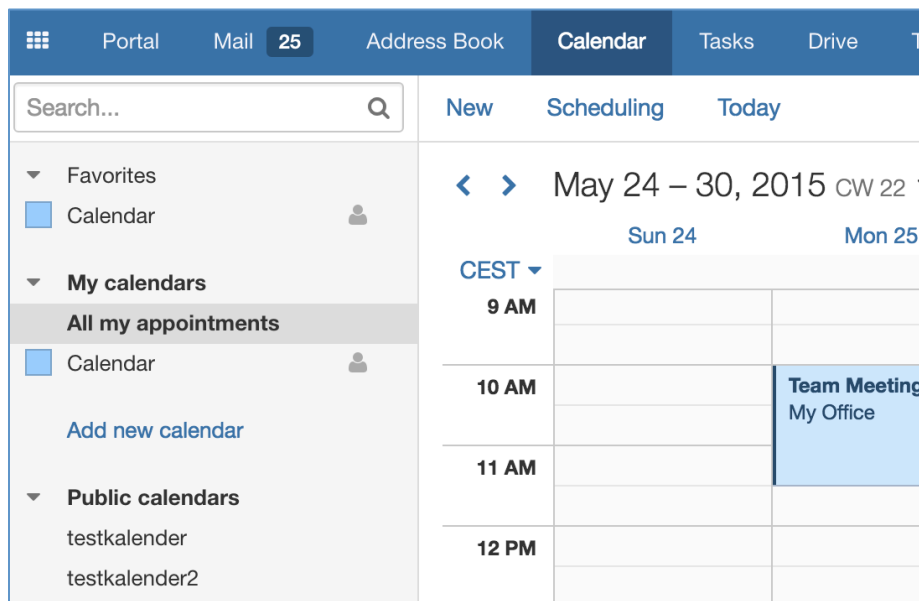 Portal Mail 25 Address Book Calendar Tasks Drive
Search...
New Scheduling Today
Favorites
Calendar
My calendars
All my appointments
Calendar
Add new calendar
Public calendars
testkalender
testkalender2
May 24 – 30, 2015 CW 22
Sun 24 Mon 25
CEST
9 AM
10 AM
Team Meeting
My Office
11 AM
12 PM